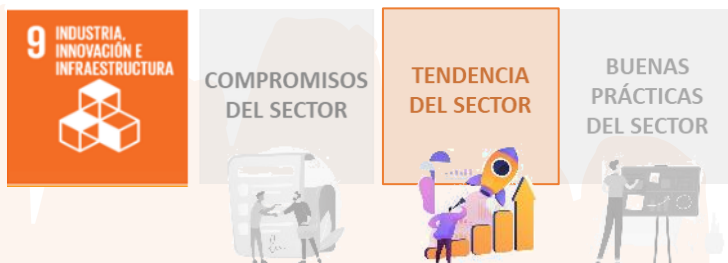 9 INDUSTRIA,
INNOVACIÓN E
INFRAESTRUCTURA
COMPROMISOS
DEL SECTOR
TENDENCIA
DEL SECTOR
BUENAS
PRÁCTICAS
DEL SECTOR